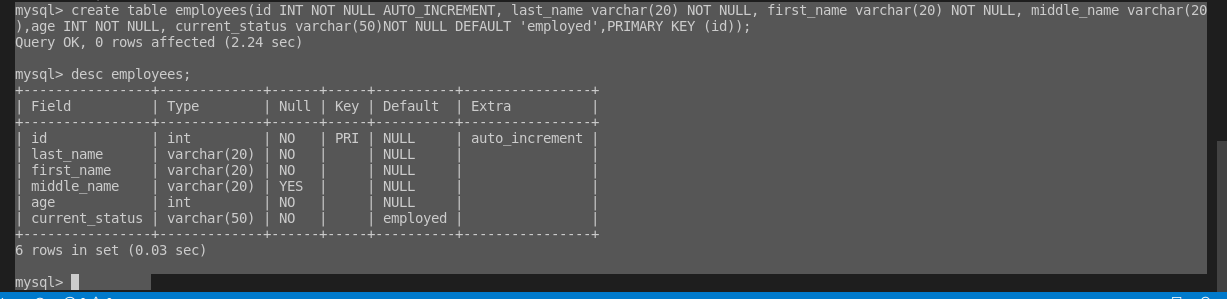 mysql> create table employees(id INT NOT NULL AUTO_INCREMENT, last_name varchar(20) NOT NULL, first_name varchar(20) NOT NULL, middle_name varchar(20
),age INT NOT NULL, current_status varchar(50)NOT NULL DEFAULT 'employed',PRIMARY KEY (id));
Query OK, 0 rows affected (2.24 sec)
mysql> desc employees;
+----------------+-------------+------+-----+----------+----------------+
| Field          | Type        | Null | Key | Default  | Extra          |
+----------------+-------------+------+-----+----------+----------------+
| id             | int         | NO   | PRI | NULL     | auto_increment |
| last_name      | varchar(20) | NO   |     | NULL     |                |
| first_name     | varchar(20) | NO   |     | NULL     |                |
| middle_name    | varchar(20) | YES  |     | NULL     |                |
| age            | int         | NO   |     | NULL     |                |
| current_status | varchar(50) | NO   |     | employed |                |
+----------------+-------------+------+-----+----------+----------------+
6 rows in set (0.03 sec)
mysql>